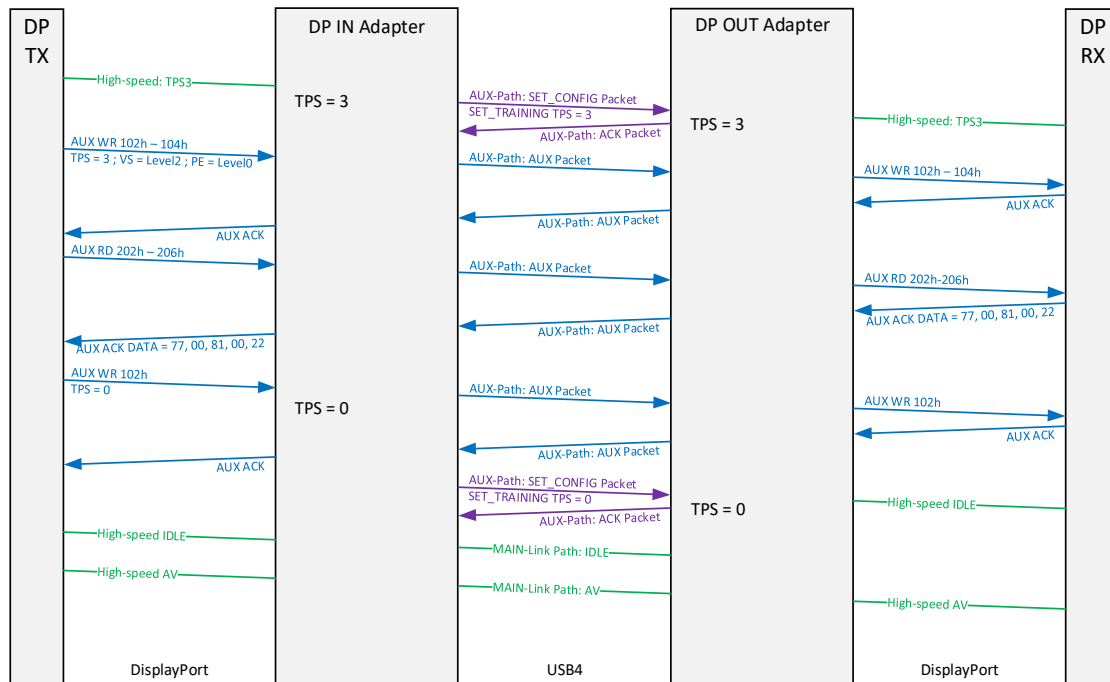 DP
TX
DP IN Adapter
DP OUT Adapter
DP
RX
High-speed: TPS3
TPS = 3
AUX-Path: SET_CONFIG Packet
SET_TRAINING TPS = 3
AUX-Path: ACK Packet
TPS = 3
High-speed: TPS3
AUX WR 102h – 104h
TPS = 3 ; VS = Level2 ; PE = Level0
AUX-Path: AUX Packet
AUX WR 102h – 104h
AUX ACK
AUX-Path: AUX Packet
AUX ACK
AUX RD 202h – 206h
AUX-Path: AUX Packet
AUX RD 202h-206h
AUX ACK DATA = 77, 00, 81, 00, 22
AUX-Path: AUX Packet
AUX ACK DATA = 77, 00, 81, 00, 22
AUX WR 102h
TPS = 0
TPS = 0
AUX-Path: AUX Packet
AUX WR 102h
AUX ACK
AUX-Path: AUX Packet
AUX ACK
AUX-Path: SET_CONFIG Packet
SET_TRAINING TPS = 0
AUX-Path: ACK Packet
TPS = 0
High-speed IDLE
High-speed IDLE
MAIN-Link Path: IDLE
High-speed AV
MAIN-Link Path: AV
High-speed AV
DisplayPort
USB4
DisplayPort